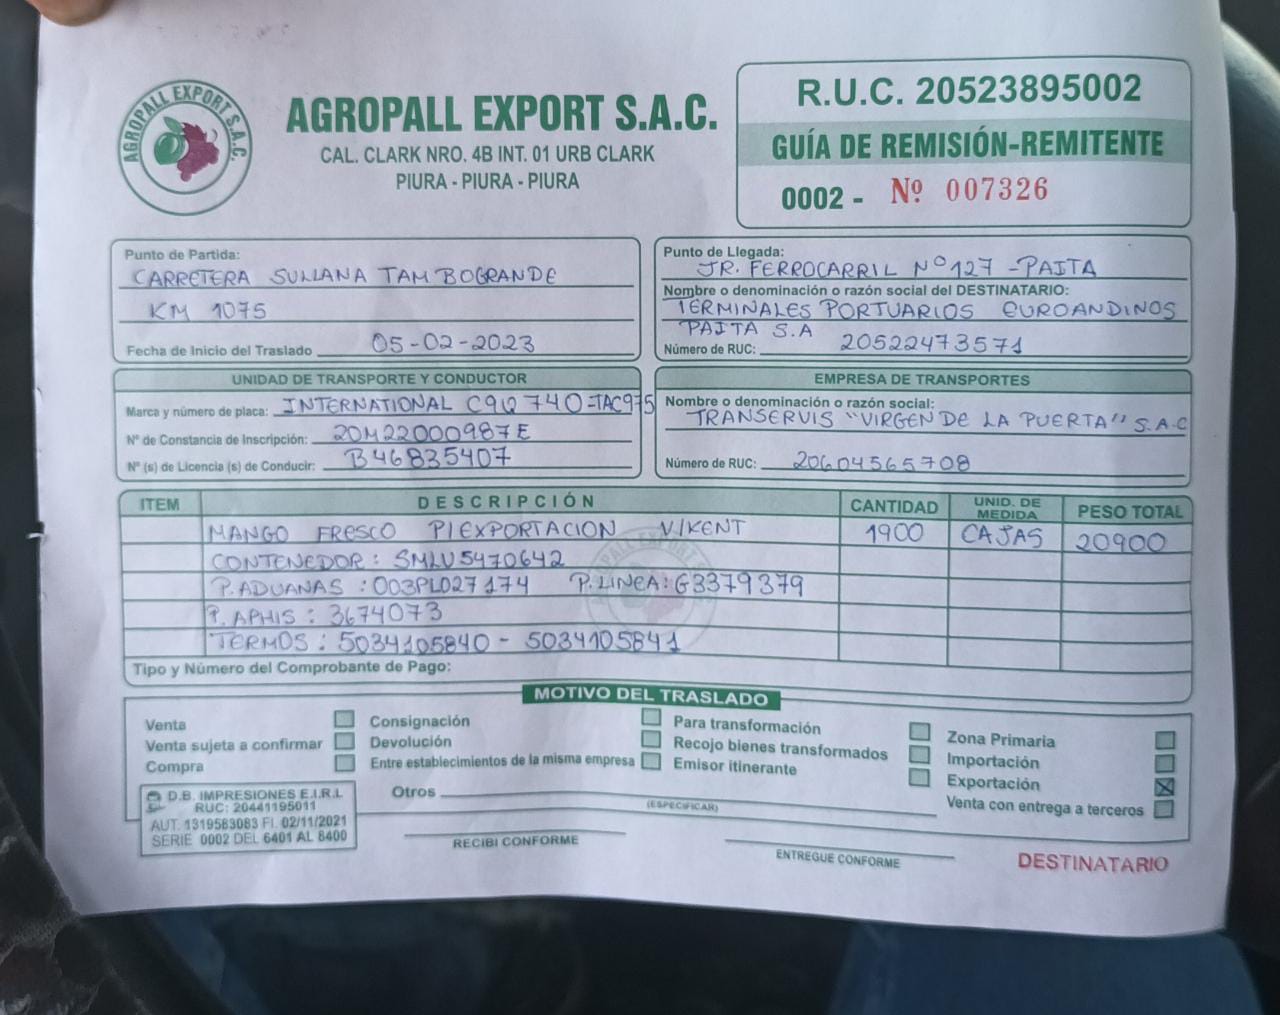 AGROPALL EXPORT S.A.C.
AGROPALL EXPORT S.A.C.
CAL. CLARK NRO. 4B INT. 01 URB CLARK
PIURA - PIURA - PIURA
R.U.C. 20523895002
GUÍA DE REMISIÓN-REMITENTE
0002 - Nº 007326
Punto de Partida:
CARRETERA SULLANA TAMBOGRANDE
KM 1075
Fecha de Inicio del Traslado 05-02-2023
Punto de Llegada:
JR. FERROCARRIL Nº 127 - PAITA
Nombre o denominación o razón social del DESTINATARIO:
TERMINALES PORTUARIOS EUROANDINOS
PAITA S.A
Número de RUC: 20522473571
UNIDAD DE TRANSPORTE Y CONDUCTOR
Marca y número de placa: INTERNATIONAL C9Q 740-TAC975
Nº de Constancia de Inscripción: 20M22000987E
Nº (s) de Licencia (s) de Conducir: B46835407
EMPRESA DE TRANSPORTES
Nombre o denominación o razón social:
TRANSERVIS "VIRGEN DE LA PUERTA" S.A.C
Número de RUC: 20604565708
ITEM DESCRIPCIÓN CANTIDAD UNID. DE MEDIDA PESO TOTAL
MANGO FRESCO P/EXPORTACION V/KENT 1900 CAJAS 20900
CONTENEDOR : SMLU5470642
P. ADUANAS : 003PL027174 P. LINEA: G3379379
P. APHIS : 3674073
TERMOS : 5034105840 - 5034105841
AGROPALL EXPORT
Tipo y Número del Comprobante de Pago:
MOTIVO DEL TRASLADO
Venta Consignación Para transformación Zona Primaria
Venta sujeta a confirmar Devolución Recojo bienes transformados Importación
Compra Entre establecimientos de la misma empresa Emisor itinerante Exportación X
Otros Venta con entrega a terceros
(ESPECIFICAR)
D.B. IMPRESIONES E.I.R.L
RUC: 20441195011
AUT. 1319583083 FI. 02/11/2021
SERIE 0002 DEL 6401 AL 8400
RECIBI CONFORME
ENTREGUE CONFORME
DESTINATARIO